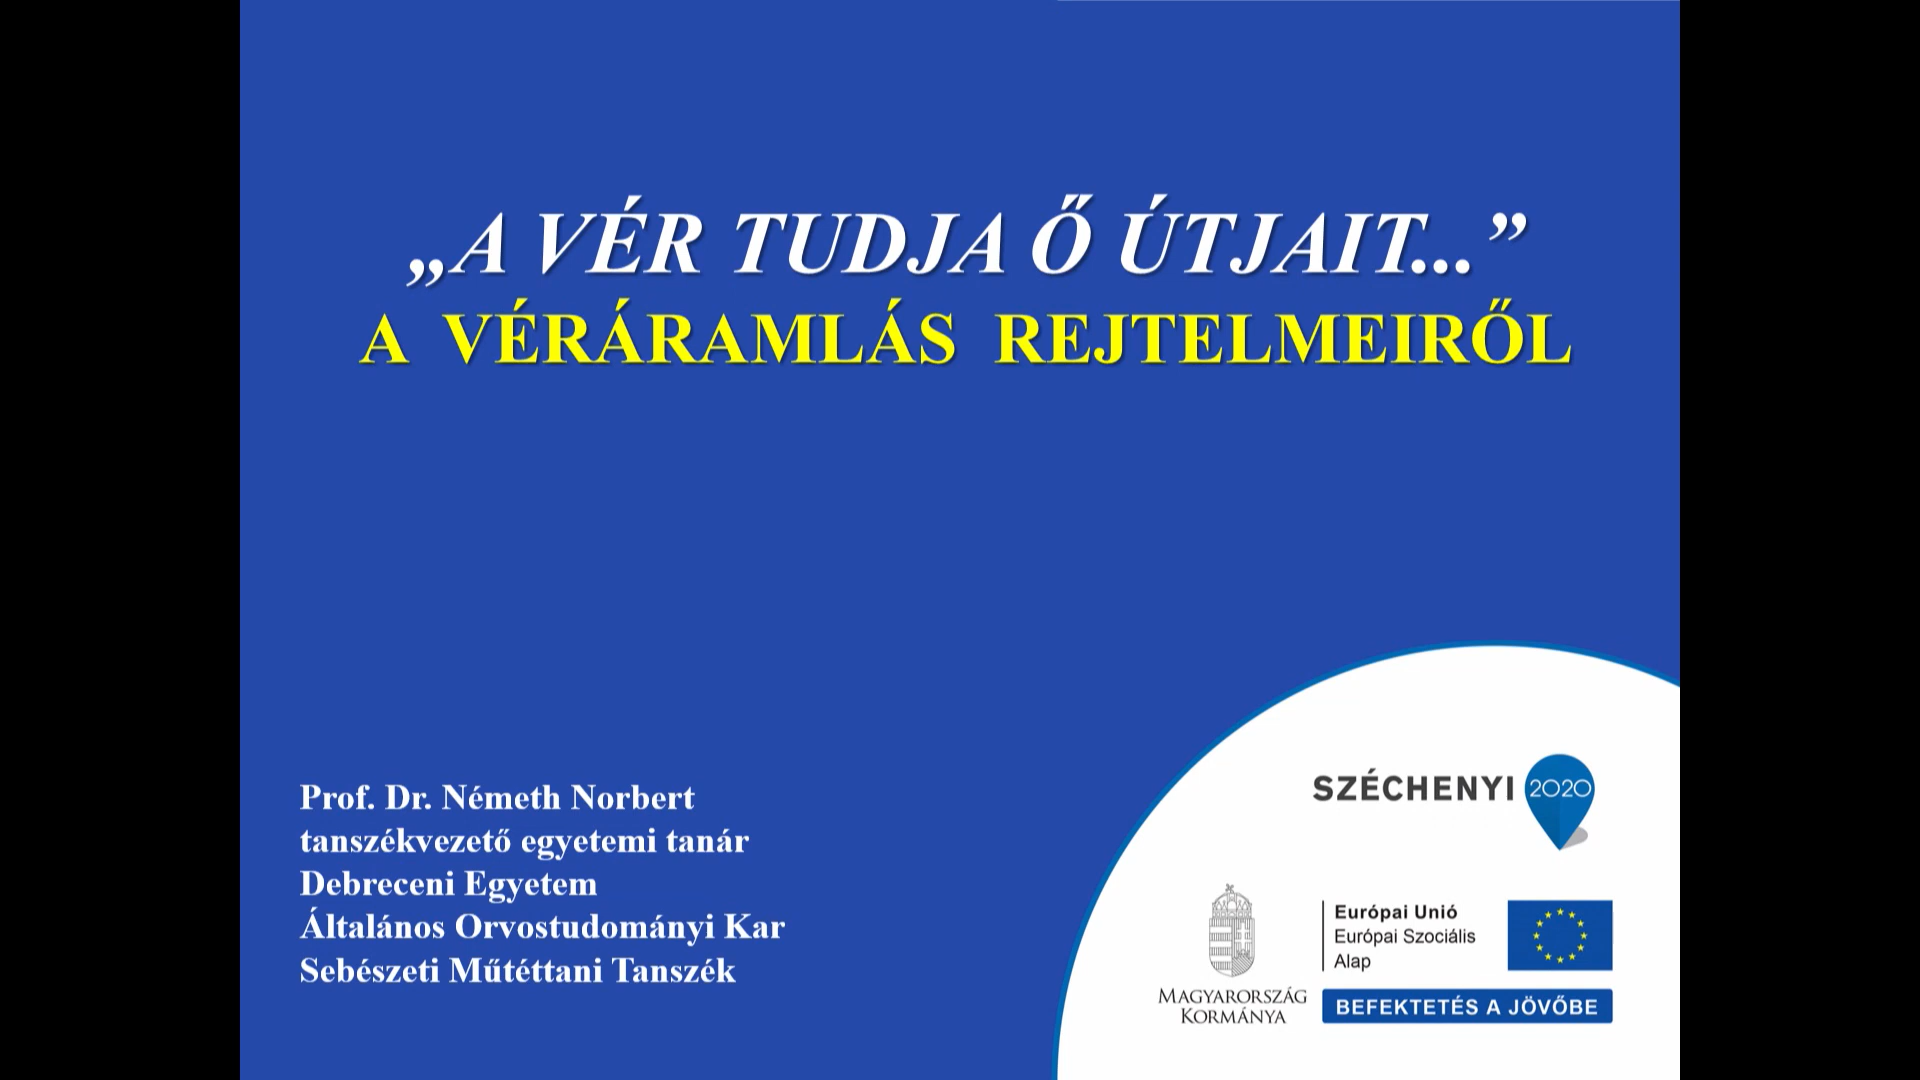 „A VÉR TUDJA Ő ÚTJAIT...”
A VÉRÁRAMLÁS REJTELMEIRŐL
Prof. Dr. Németh Norbert
tanszékvezető egyetemi tanár
Debreceni Egyetem
Általános Orvostudományi Kar
Sebészeti Műtéttani Tanszék
SZÉCHENYI 2020
MAGYARORSZÁG
KORMÁNYA
Európai Unió
Európai Szociális
Alap
BEFEKTETÉS A JÖVŐBE